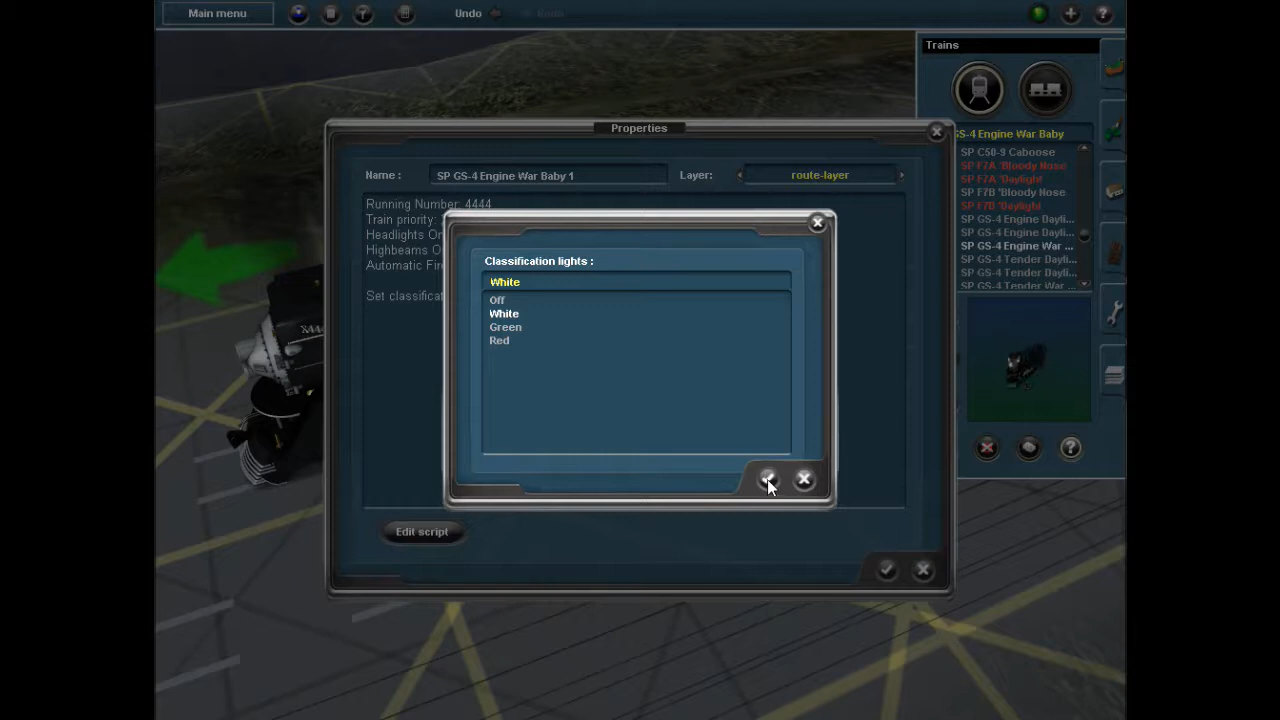 Main menu
Undo
Redo
Trains
GS-4 Engine War Baby
SP C50-9 Caboose
SP F7A 'Bloody Nose
SP F7A 'Daylight
SP F7B 'Bloody Nose
SP F7B 'Daylight
SP GS-4 Engine Dayli...
SP GS-4 Engine Dayli...
SP GS-4 Engine War ...
SP GS-4 Tender Dayli...
SP GS-4 Tender Dayli...
SP GS-4 Tender War ...
Properties
Name : SP GS-4 Engine War Baby 1 Layer: route-layer
Running Number: 4444
Train priority:
Headlights On
Highbeams O
Automatic Fire
Set classificat
Classification lights :
White
Off
White
Green
Red
Edit script